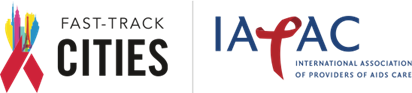 FAST-TRACK
CITIES
IAPAC
INTERNATIONAL ASSOCIATION
OF PROVIDERS OF AIDS CARE